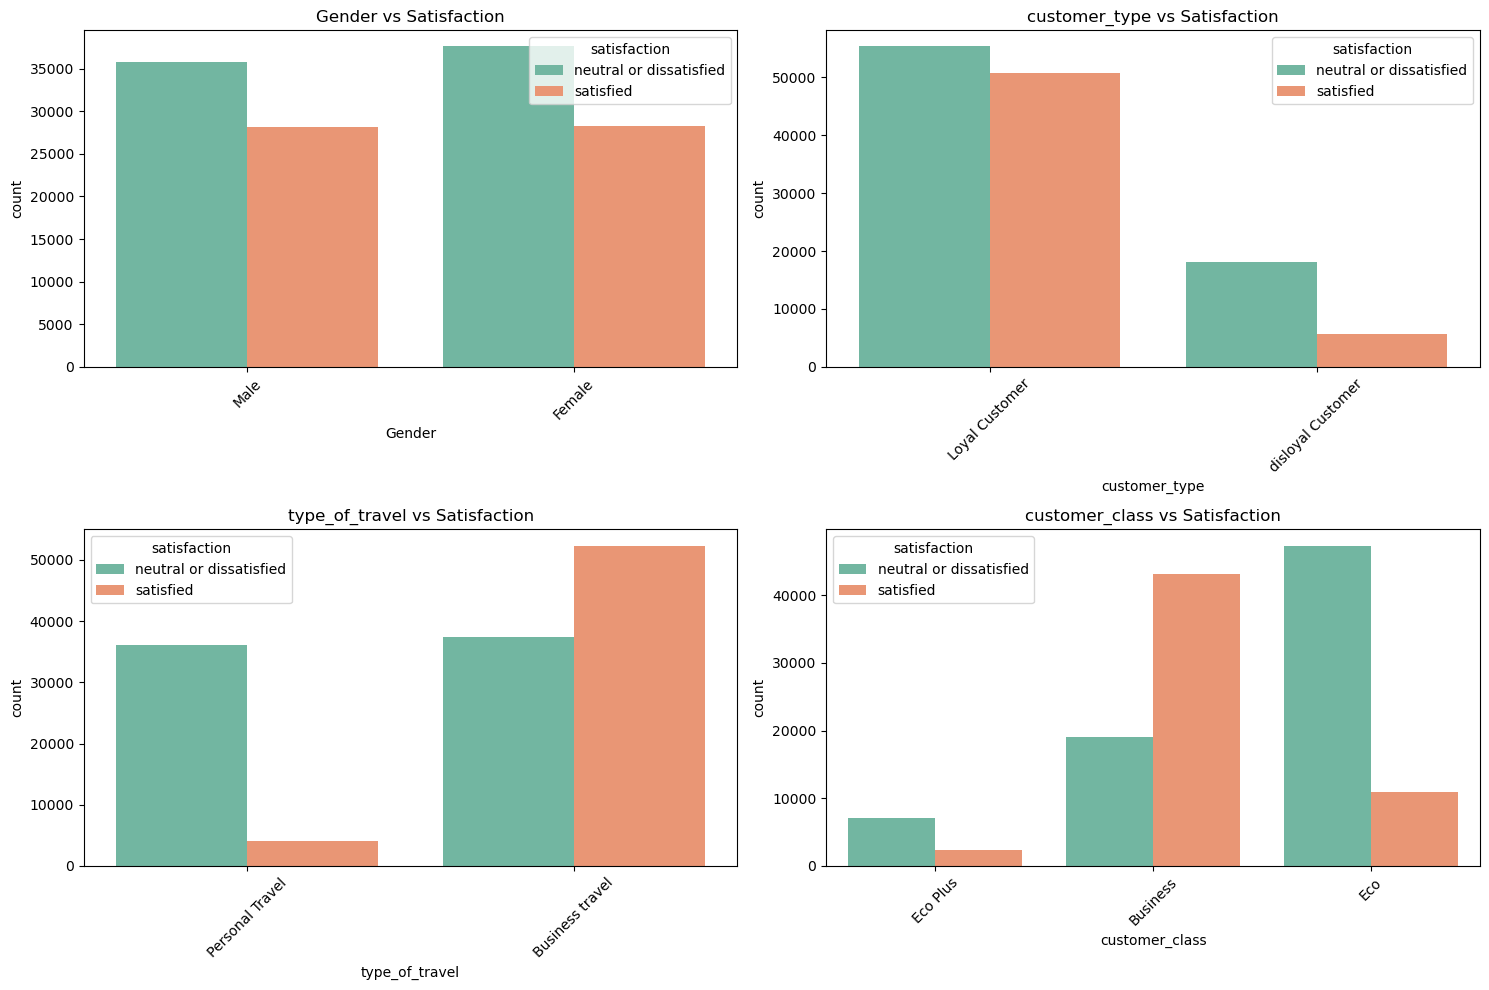 Gender vs Satisfaction
satisfaction
neutral or dissatisfied
satisfied
count
35000
30000
25000
20000
15000
10000
5000
0
Male
Female
Gender
customer_type vs Satisfaction
satisfaction
neutral or dissatisfied
satisfied
count
50000
40000
30000
20000
10000
0
Loyal Customer
disloyal Customer
customer_type
type_of_travel vs Satisfaction
satisfaction
neutral or dissatisfied
satisfied
count
50000
40000
30000
20000
10000
0
Personal Travel
Business travel
type_of_travel
customer_class vs Satisfaction
satisfaction
neutral or dissatisfied
satisfied
count
40000
30000
20000
10000
0
Eco Plus
Business
Eco
customer_class